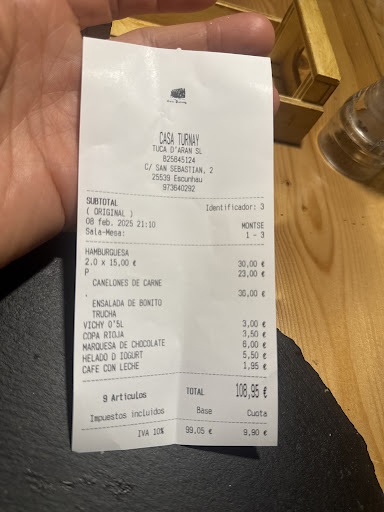 CASA TURNAY
TUCA D'ARAN SL
B25845124
C/ SAN SEBASTIAN, 2
25539 Escunhau
973640292
SUBTOTAL
( ORIGINAL ) Identificador: 3
08 feb. 2025 21:10 MONTSE
Sala-Mesa: 1 - 3
HAMBURGUESA
2.0 x 15,00 € 30,00 €
P 23,00 €
CANELONES DE CARNE
. 36,00 €
ENSALADA DE BONITO
TRUCHA
VICHY 0'5L 3,00 €
COPA RIOJA 3,50 €
MARQUESA DE CHOCOLATE 6,00 €
HELADO D IOGURT 5,50 €
CAFE CON LECHE 1,95 €
9 Artículos TOTAL 108,95 €
Impuestos incluidos Base Cuota
IVA 10% 99,05 € 9,90 €